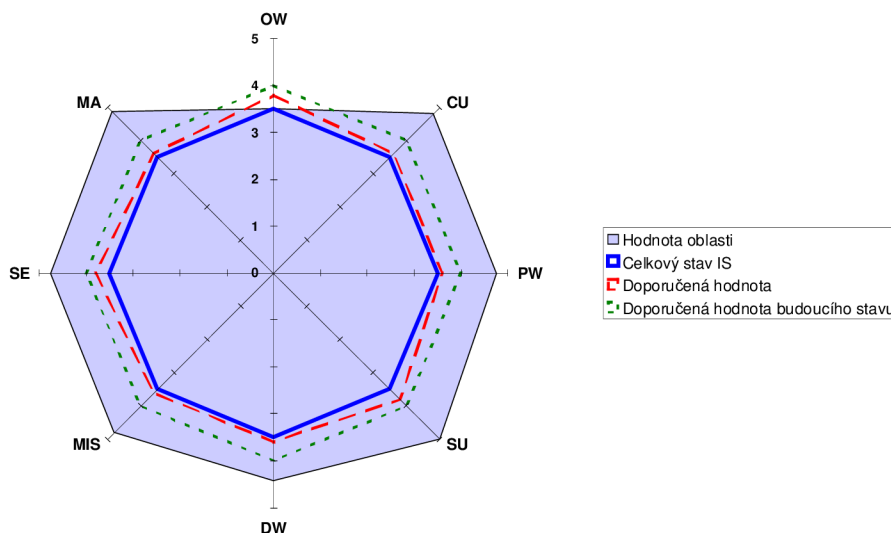 OW
5
MA
4
CU
3
2
1
SE
0
PW
MIS
SU
DW
Hodnota oblasti
Celkový stav IS
Doporučená hodnota
Doporučená hodnota budoucího stavu